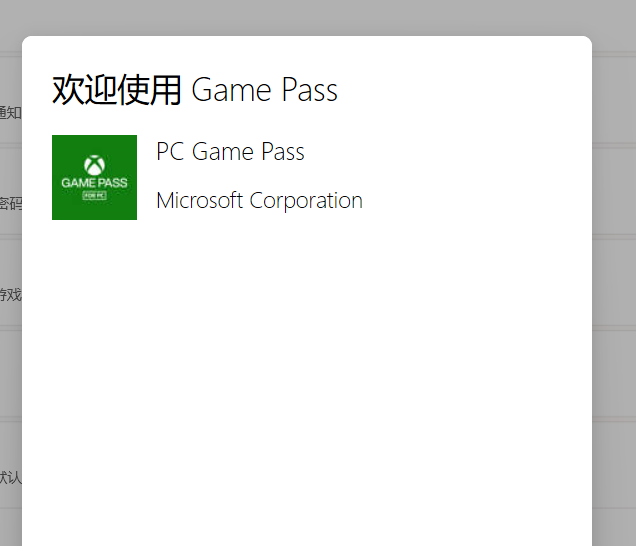 欢迎使用 Game Pass
PC Game Pass
Microsoft Corporation
GAME PASS
FOR PC
通知
密码
游戏
默认